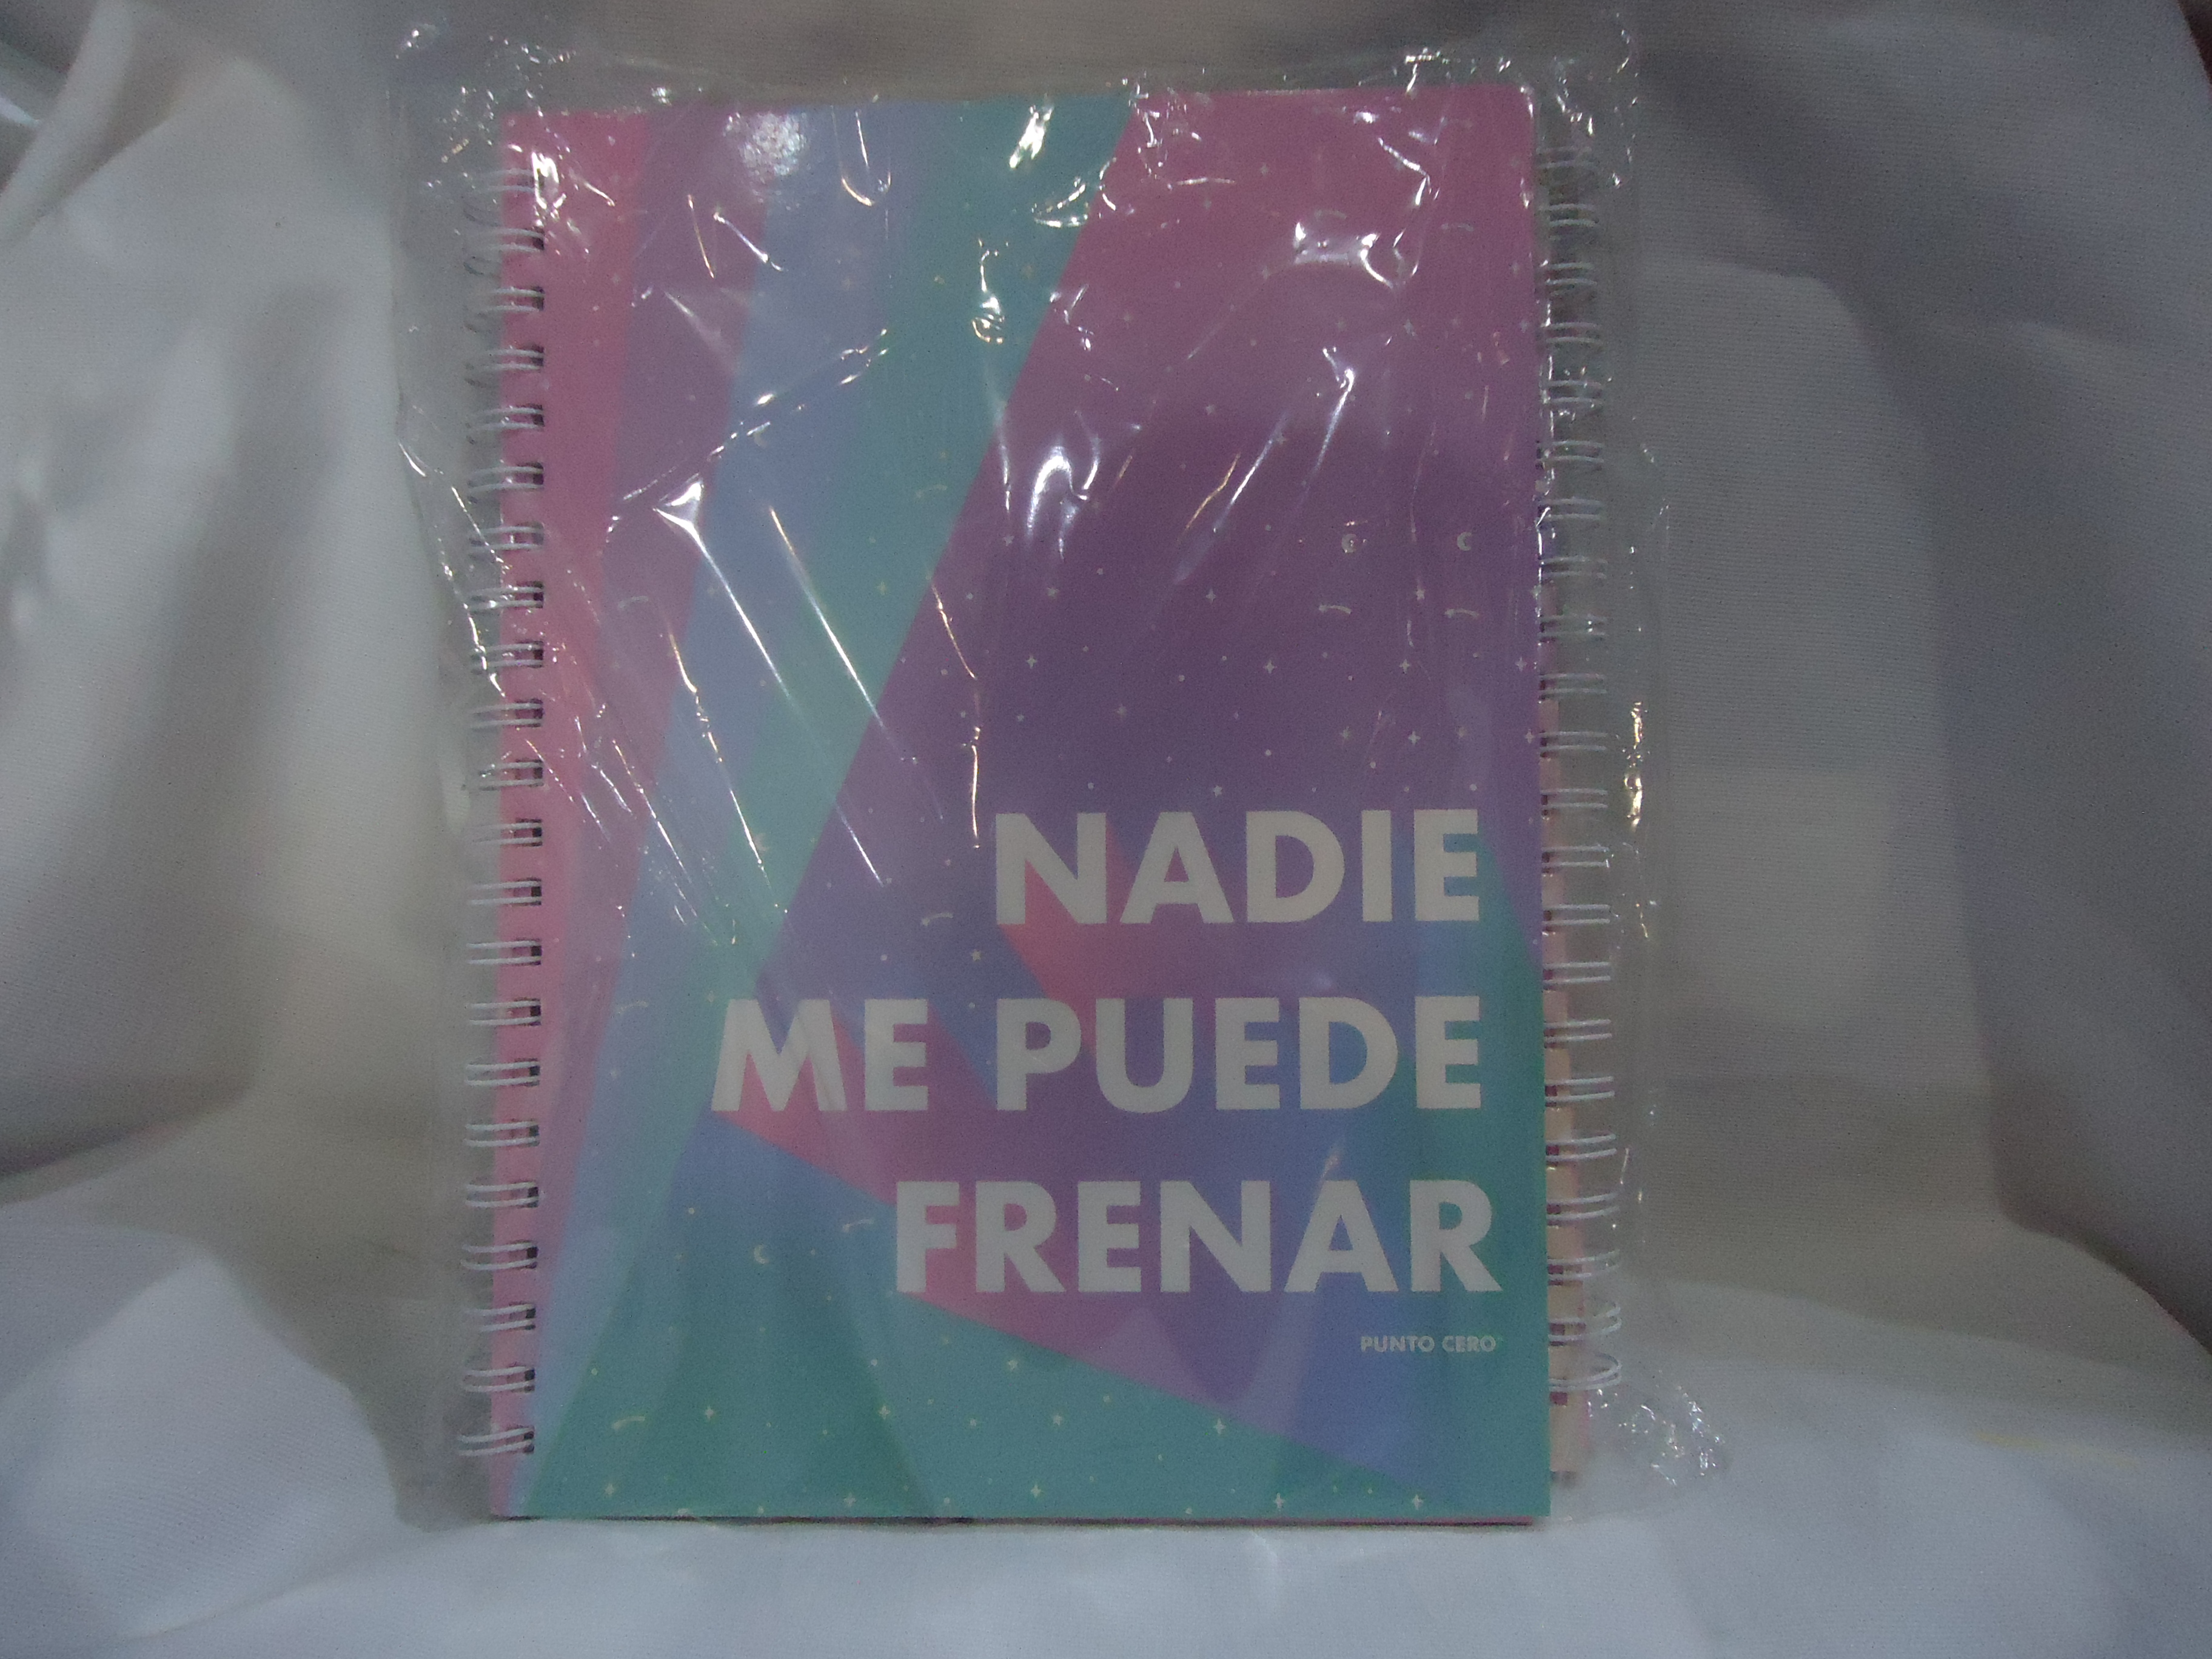 NADIE
ME PUEDE
FRENAR
PUNTO CERO